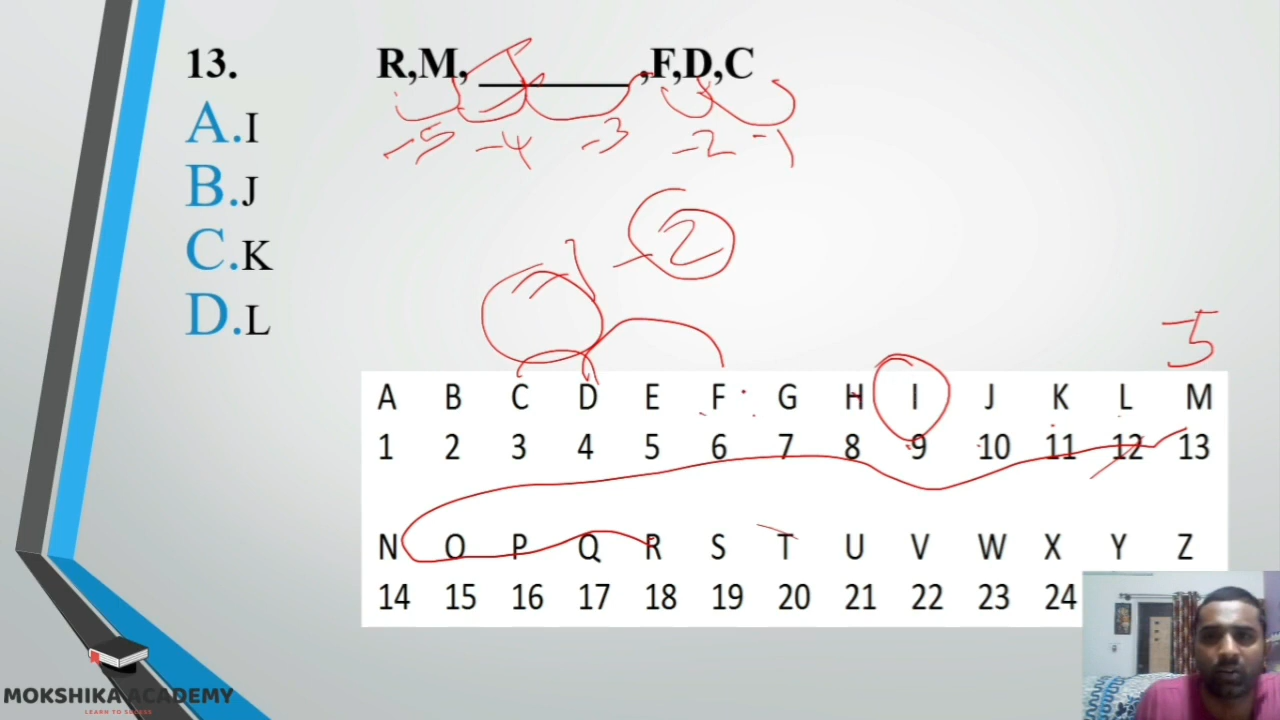 13. R,M, I ,F,D,C
-5 -4 -3 -2 -1
A.I
B.J
C.K
D.L
-2
5
A B C D E F G H I J K L M
1 2 3 4 5 6 7 8 9 10 11 12 13
N O P Q R S T U V W X Y Z
14 15 16 17 18 19 20 21 22 23 24
MOKSHIKA ACADEMY